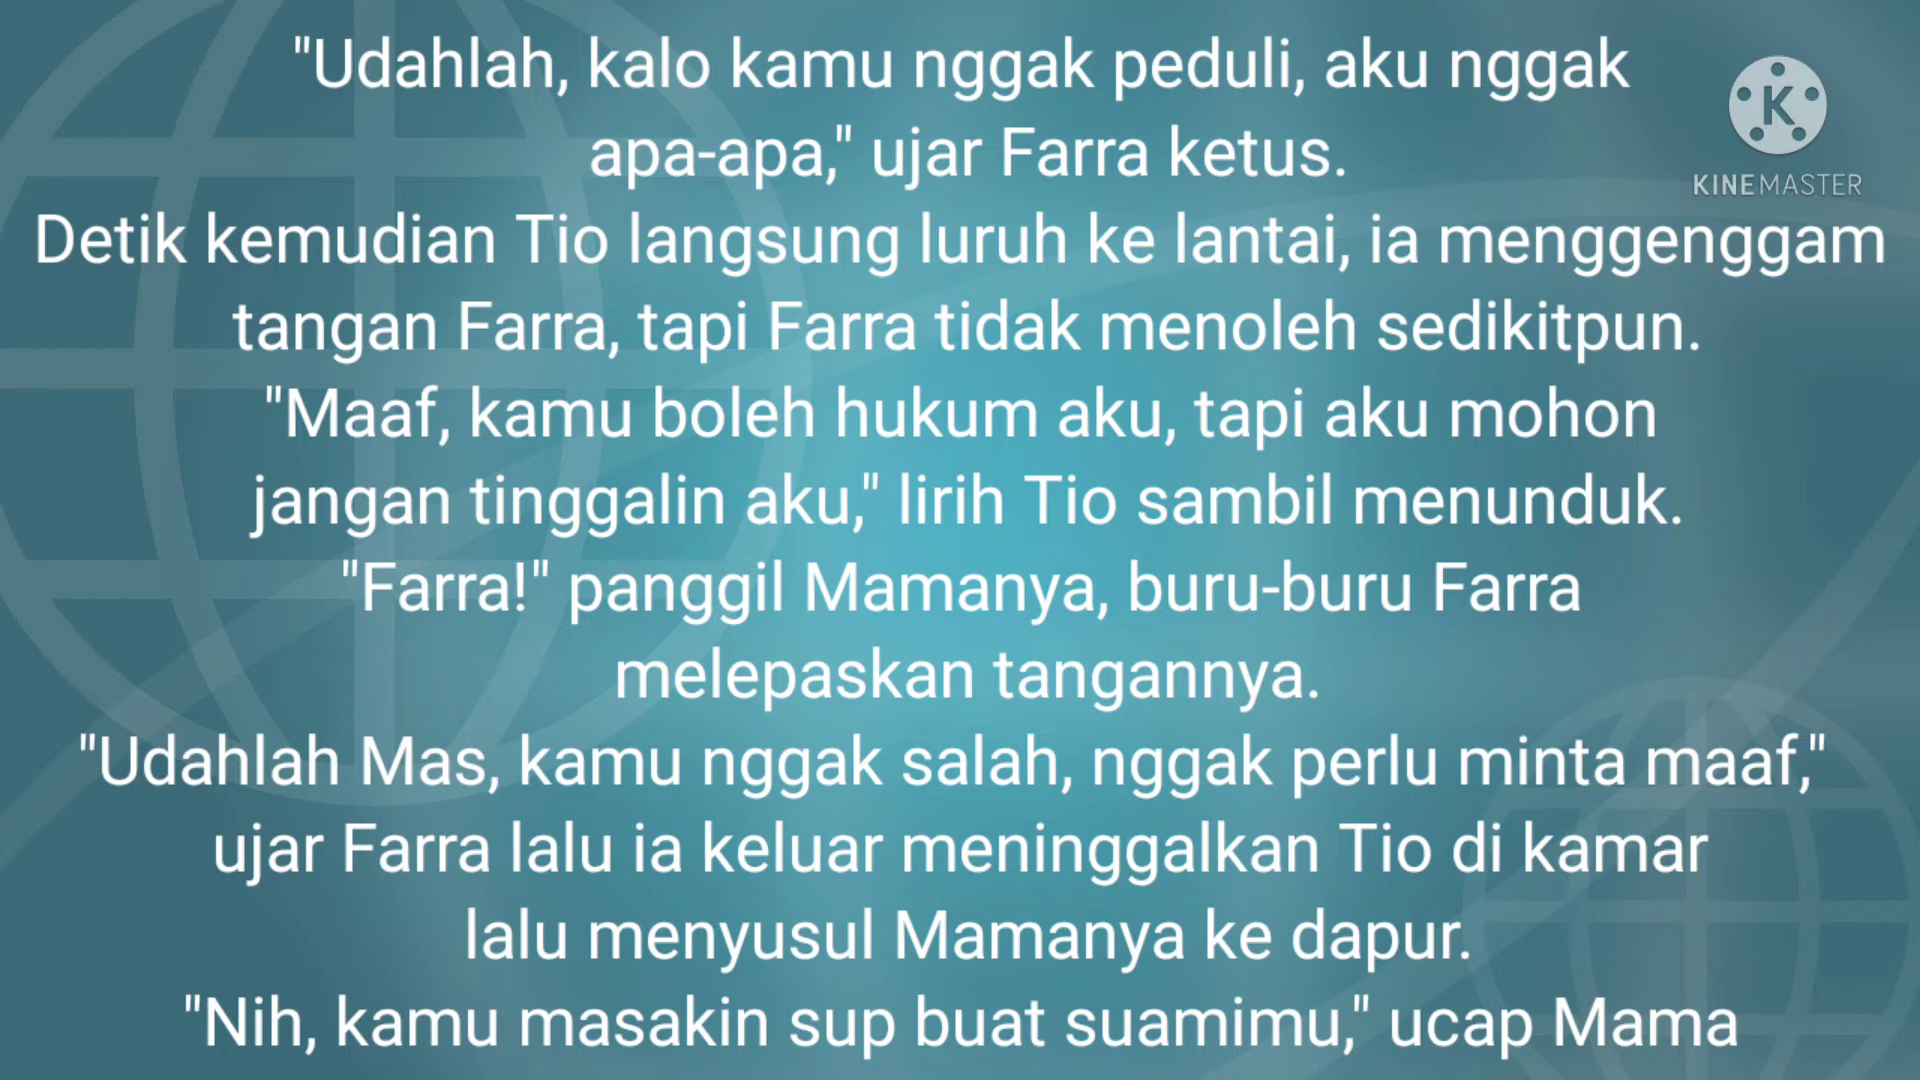 "Udahlah, kalo kamu nggak peduli, aku nggak
apa-apa," ujar Farra ketus.
Detik kemudian Tio langsung luruh ke lantai, ia menggenggam
tangan Farra, tapi Farra tidak menoleh sedikitpun.
"Maaf, kamu boleh hukum aku, tapi aku mohon
jangan tinggalin aku," lirih Tio sambil menunduk.
"Farra!" panggil Mamanya, buru-buru Farra
melepaskan tangannya.
"Udahlah Mas, kamu nggak salah, nggak perlu minta maaf,"
ujar Farra lalu ia keluar meninggalkan Tio di kamar
lalu menyusul Mamanya ke dapur.
"Nih, kamu masakin sup buat suamimu," ucap Mama
K
KINEMASTER